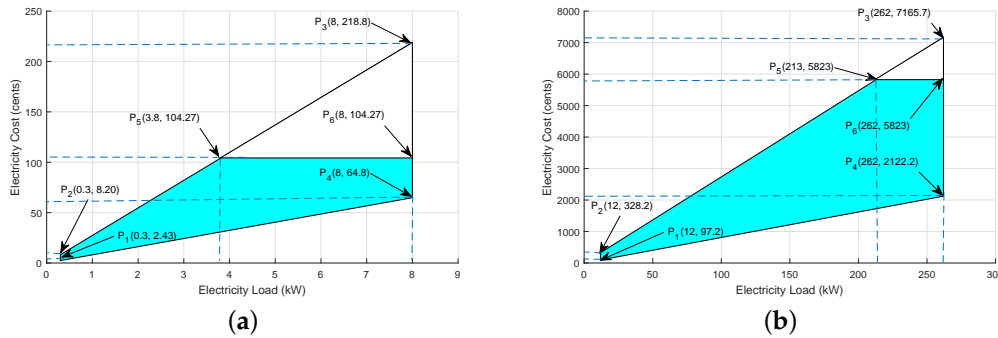 250
200
150
100
50
0
Electricity Cost (cents)
0 1 2 3 4 5 6 7 8 9
Electricity Load (kW)
P3(8, 218.8)
P5(3.8, 104.27)
P6(8, 104.27)
P4(8, 64.8)
P2(0.3, 8.20)
P1(0.3, 2.43)
(a)
8000
7000
6000
5000
4000
3000
2000
1000
0
Electricity Cost (cents)
0 50 100 150 200 250 30
Electricity Load (kW)
P3(262, 7165.7)
P5(213, 5823)
P6(262, 5823)
P4(262, 2122.2)
P2(12, 328.2)
P1(12, 97.2)
(b)